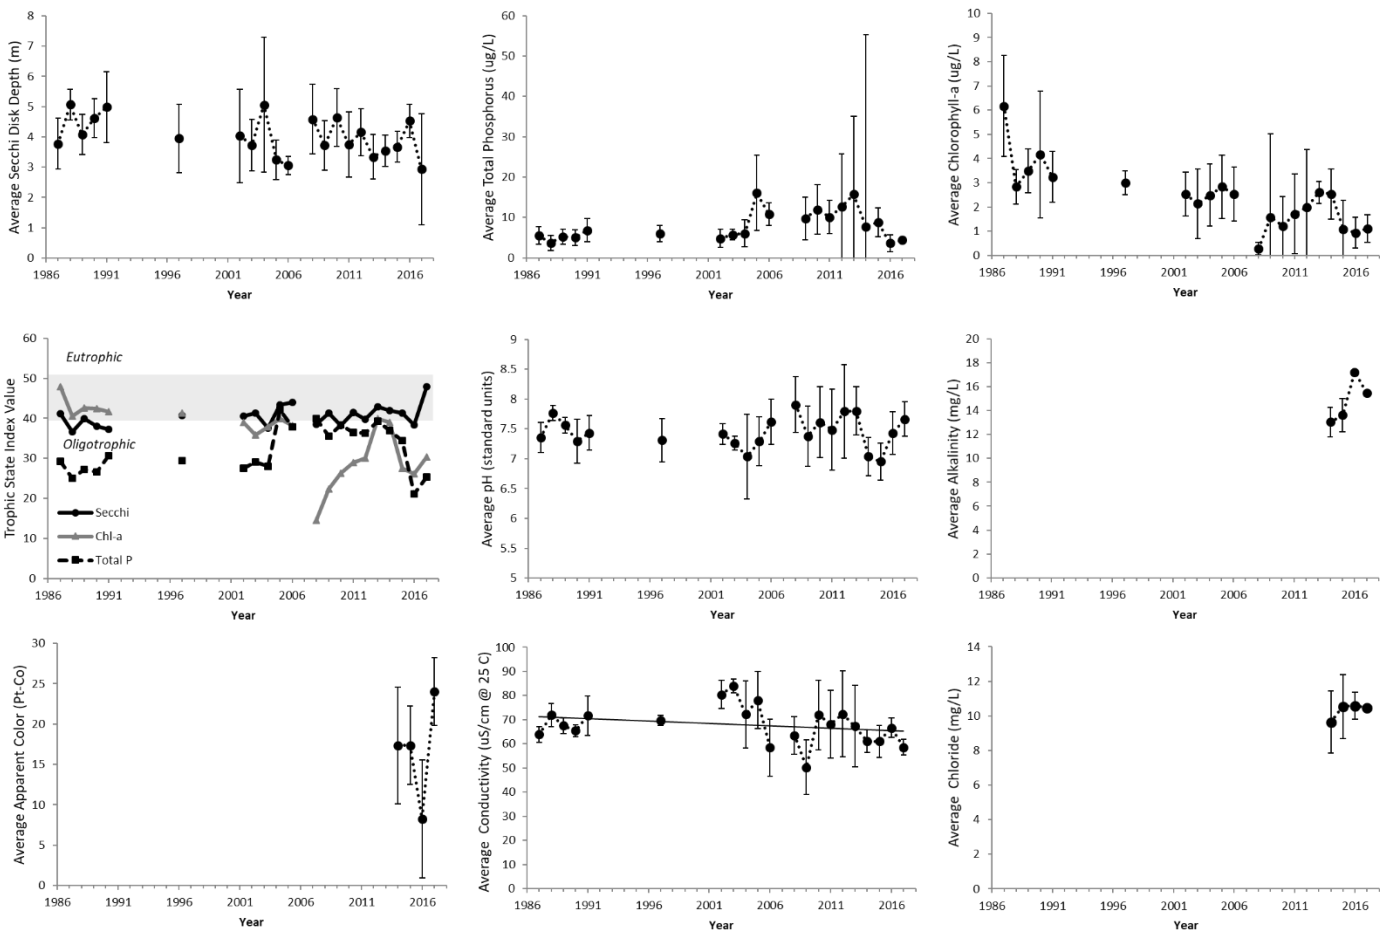 Average Secchi Disk Depth (m)
8
7
6
5
4
3
2
1
0
1986 1991 1996 2001 2006 2011 2016
Year
Average Total Phosphorus (ug/L)
60
50
40
30
20
10
0
1986 1991 1996 2001 2006 2011 2016
Year
Average Chlorophyll-a (ug/L)
10
9
8
7
6
5
4
3
2
1
0
1986 1991 1996 2001 2006 2011 2016
Year
Trophic State Index Value
60
50
40
30
20
10
0
Eutrophic
Oligotrophic
Secchi
Chl-a
Total P
1986 1991 1996 2001 2006 2011 2016
Year
Average pH (standard units)
9
8.5
8
7.5
7
6.5
6
5.5
5
1986 1991 1996 2001 2006 2011 2016
Year
Average Alkalinity (mg/L)
20
18
16
14
12
10
8
6
4
2
0
1986 1991 1996 2001 2006 2011 2016
Year
Average Apparent Color (Pt-Co)
30
25
20
15
10
5
0
1986 1991 1996 2001 2006 2011 2016
Year
Average Conductivity (uS/cm @ 25 C)
100
90
80
70
60
50
40
30
20
10
0
1986 1991 1996 2001 2006 2011 2016
Year
Average Chloride (mg/L)
14
12
10
8
6
4
2
0
1986 1991 1996 2001 2006 2011 2016
Year